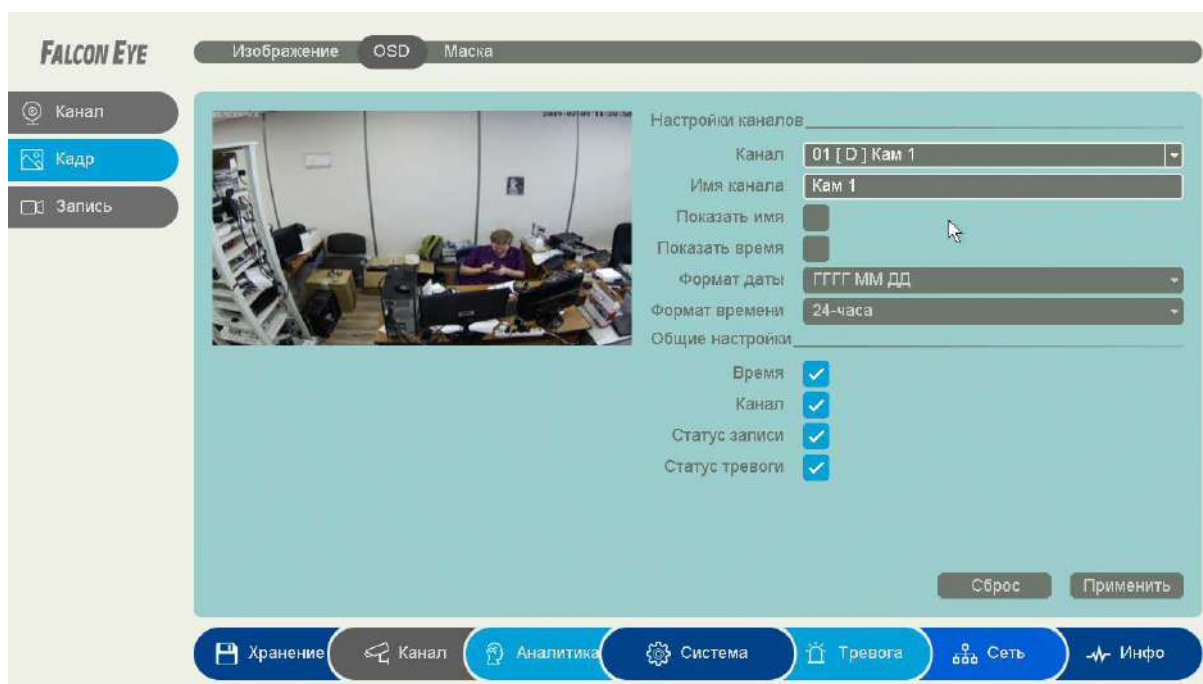 FALCON EYE
Изображение OSD Маска
Канал
Кадр
Запись
Настройки каналов
Канал 01 [ D ] Кам 1
Имя канала Кам 1
Показать имя
Показать время
Формат даты ГГГГ ММ ДД
Формат времени 24-часа
Общие настройки
Время
Канал
Статус записи
Статус тревоги
Сброс Применить
Хранение Канал Аналитика Система Тревога Сеть Инфо